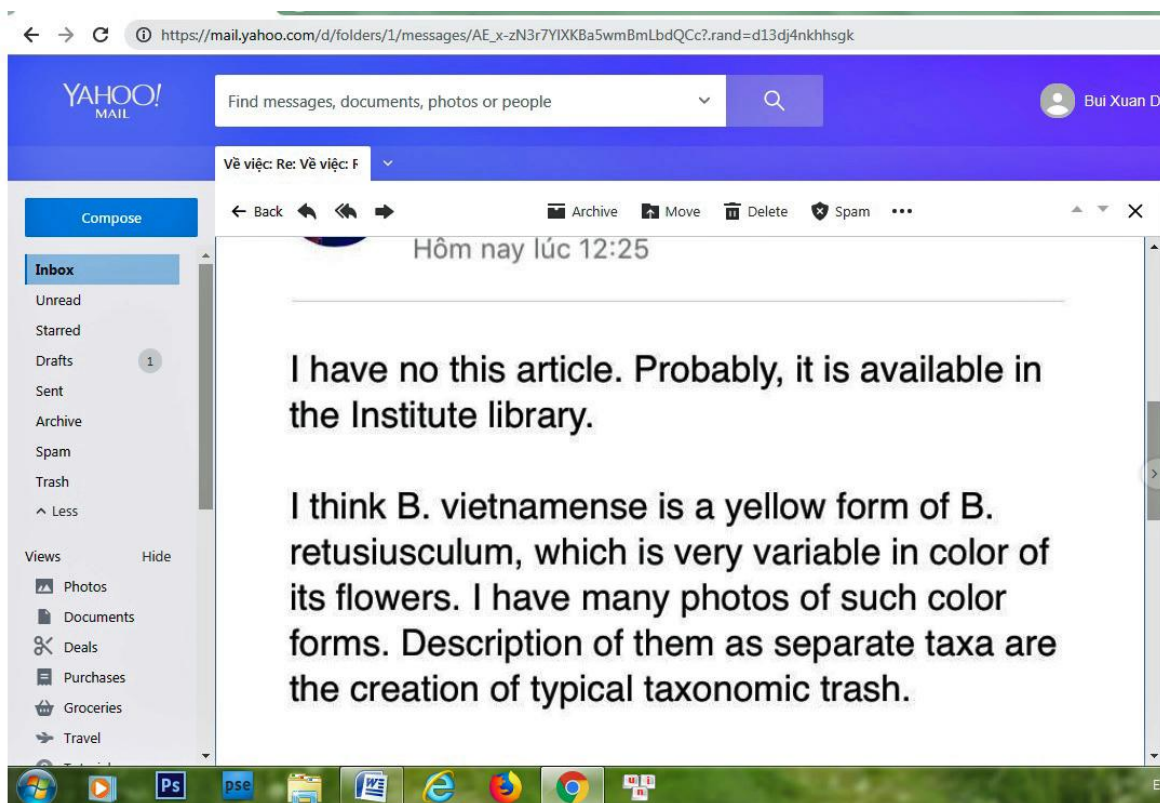 https://mail.yahoo.com/d/folders/1/messages/AE_x-zN3r7YlXKBa5wmBmLbdQCc?.rand=d13dj4nkhhsgk
YAHOO!
MAIL
Find messages, documents, photos or people
Bui Xuan D
Về việc: Re: Về việc: F
Compose
Back Archive Move Delete Spam
Hôm nay lúc 12:25
Inbox
Unread
Starred
Drafts 1
Sent
Archive
Spam
Trash
Less
Views Hide
Photos
Documents
Deals
Purchases
Groceries
Travel
I have no this article. Probably, it is available in
the Institute library.
I think B. vietnamense is a yellow form of B.
retusiusculum, which is very variable in color of
its flowers. I have many photos of such color
forms. Description of them as separate taxa are
the creation of typical taxonomic trash.
Ps
pse
W
u i
n
E